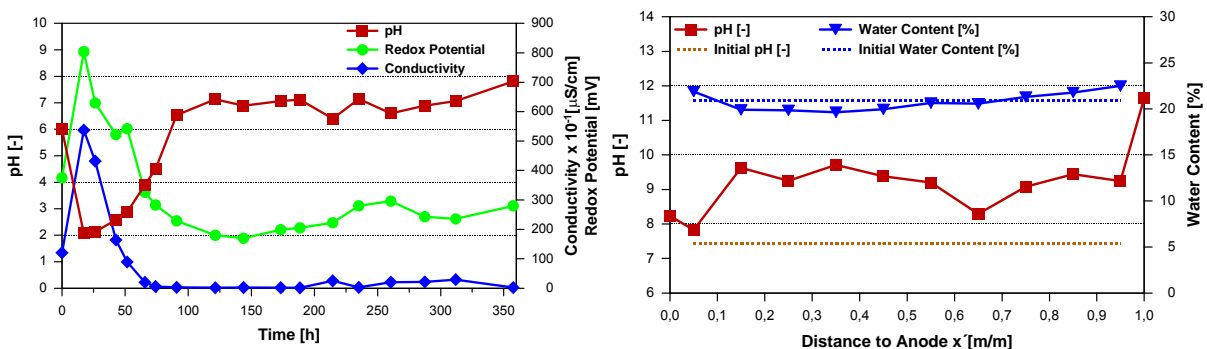 pH
Redox Potential
Conductivity
10
9
8
7
6
5
4
3
2
1
0
pH [-]
900
800
700
600
500
400
300
200
100
0
Conductivity x 10⁻¹[µS/cm]
Redox Potential [mV]
0 50 100 150 200 250 300 350
Time [h]
pH [-] Water Content [%]
Initial pH [-] Initial Water Content [%]
14
13
12
11
10
9
8
7
6
pH [-]
30
25
20
15
10
5
0
Water Content [%]
0,0 0,1 0,2 0,3 0,4 0,5 0,6 0,7 0,8 0,9 1,0
Distance to Anode x´[m/m]